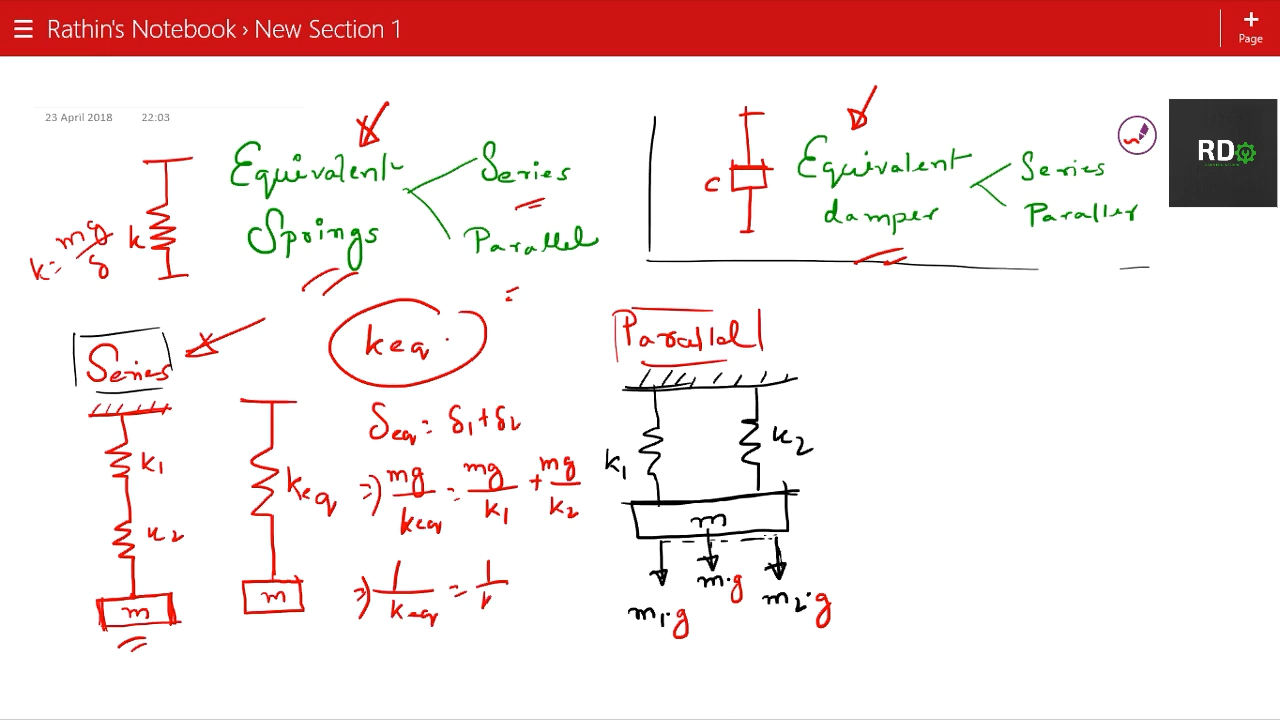 Rathin's Notebook › New Section 1
Page
23 April 2018 22:03
Equivalent
Springs
Series
Parallel
k = mg/δ
k
c
Equivalent
damper
Series
Paraller
RD
Series
k1
k2
m
keq
m
keq.
δeq = δ1 + δ2
⇒) mg/keq = mg/k1 + mg/k2
⇒) 1/keq = 1/
Parallel
k1
k2
m
m1.g
m.g
m2.g